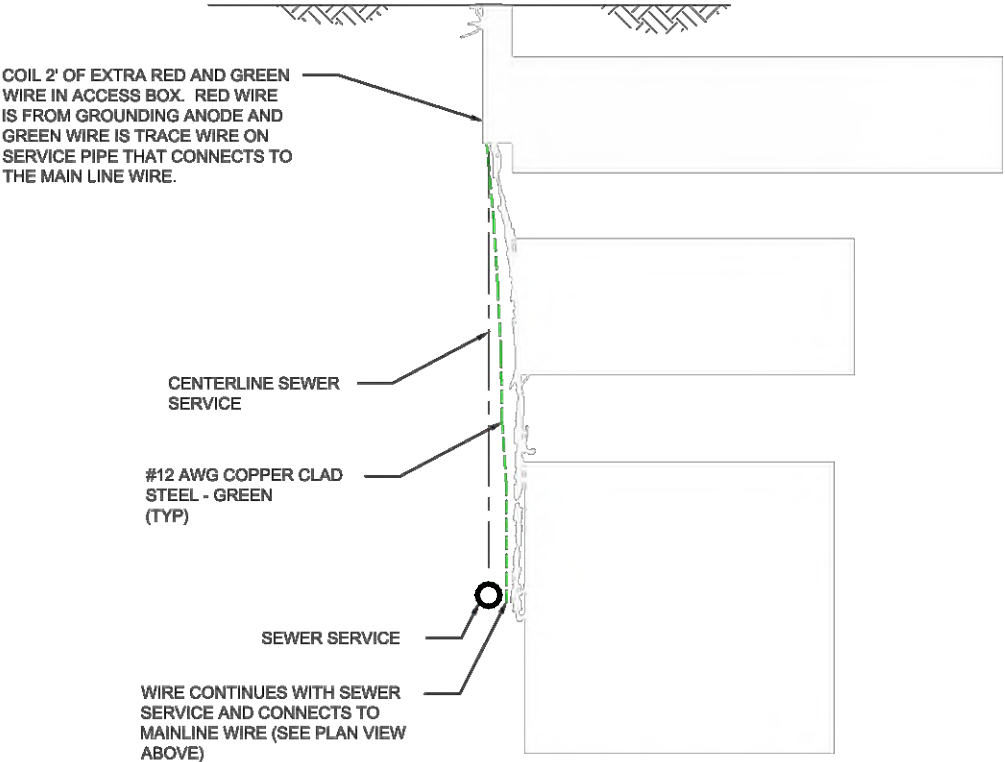 COIL 2' OF EXTRA RED AND GREEN
WIRE IN ACCESS BOX. RED WIRE
IS FROM GROUNDING ANODE AND
GREEN WIRE IS TRACE WIRE ON
SERVICE PIPE THAT CONNECTS TO
THE MAIN LINE WIRE.
CENTERLINE SEWER
SERVICE
#12 AWG COPPER CLAD
STEEL - GREEN
(TYP)
SEWER SERVICE
WIRE CONTINUES WITH SEWER
SERVICE AND CONNECTS TO
MAINLINE WIRE (SEE PLAN VIEW
ABOVE)